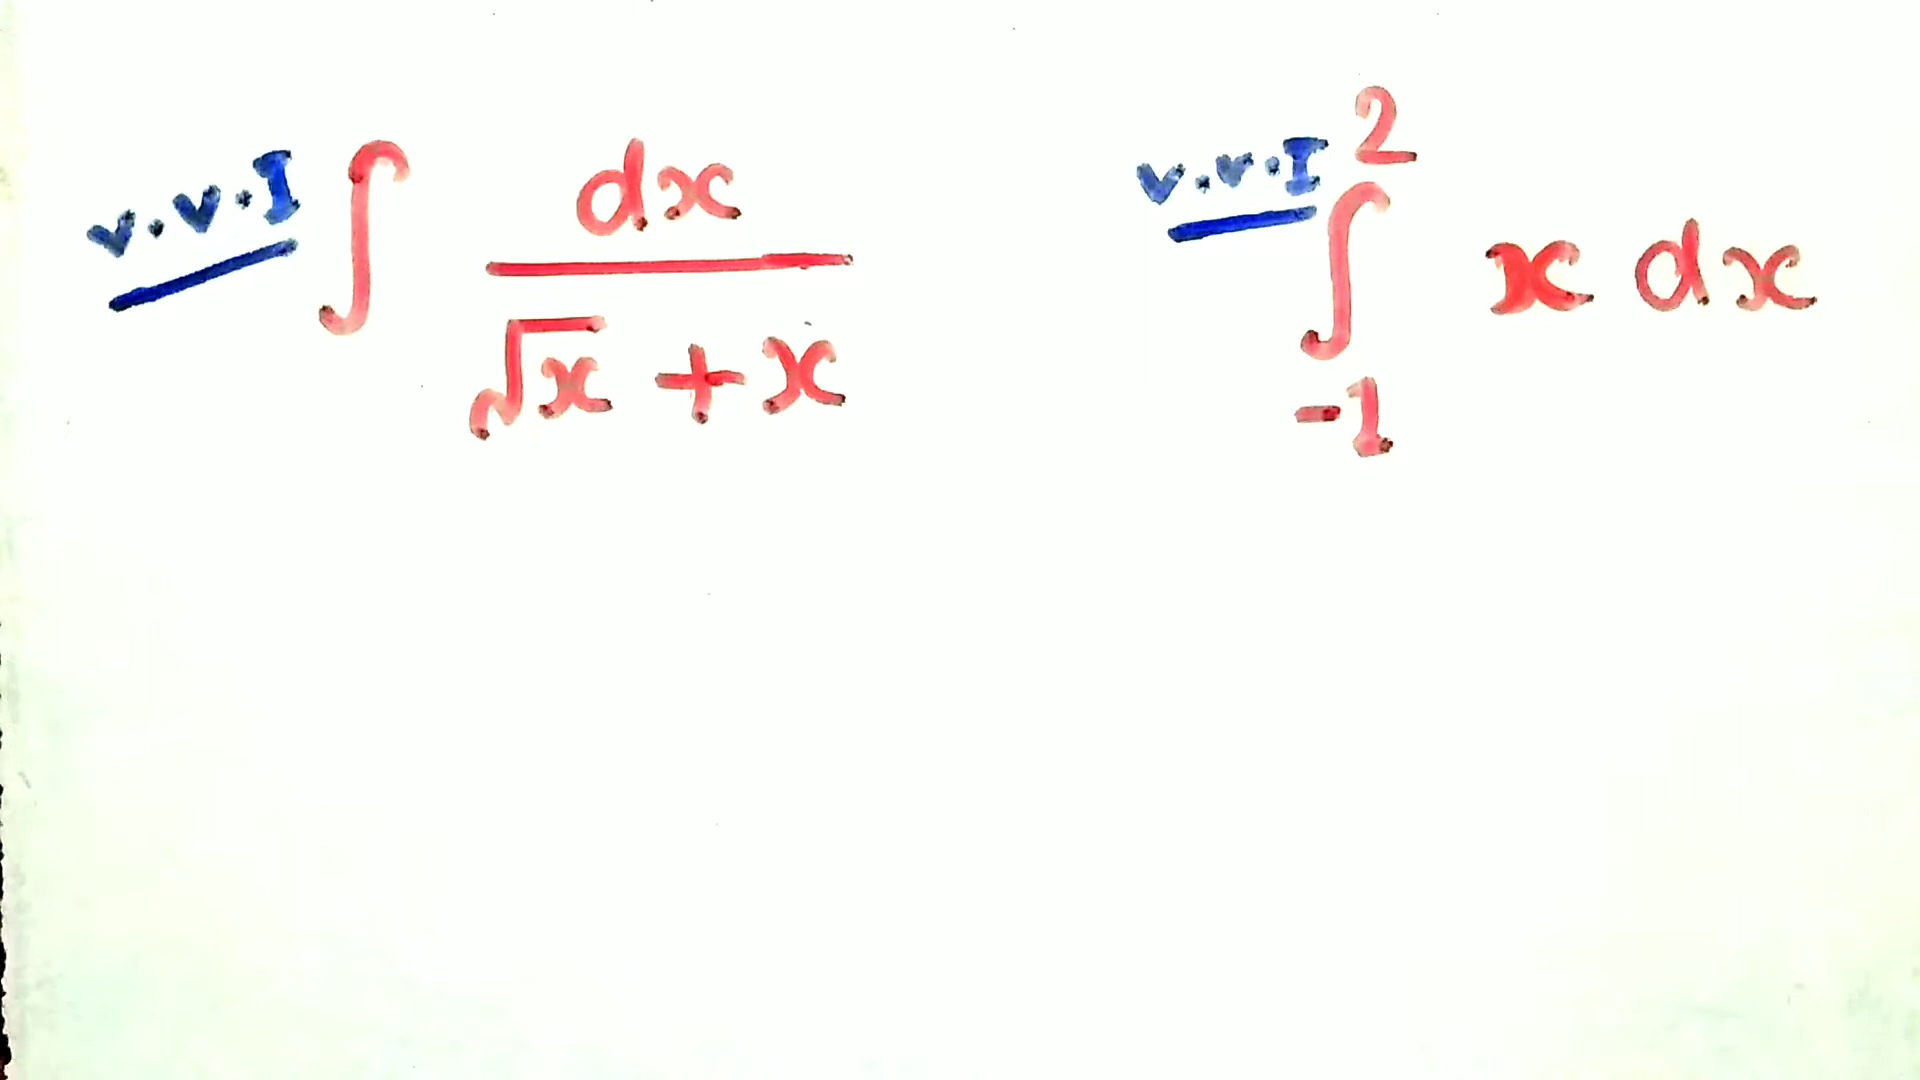 v.v.I ∫ dx / (√x + x)
v.v.I ∫_{-1}^{2} x dx